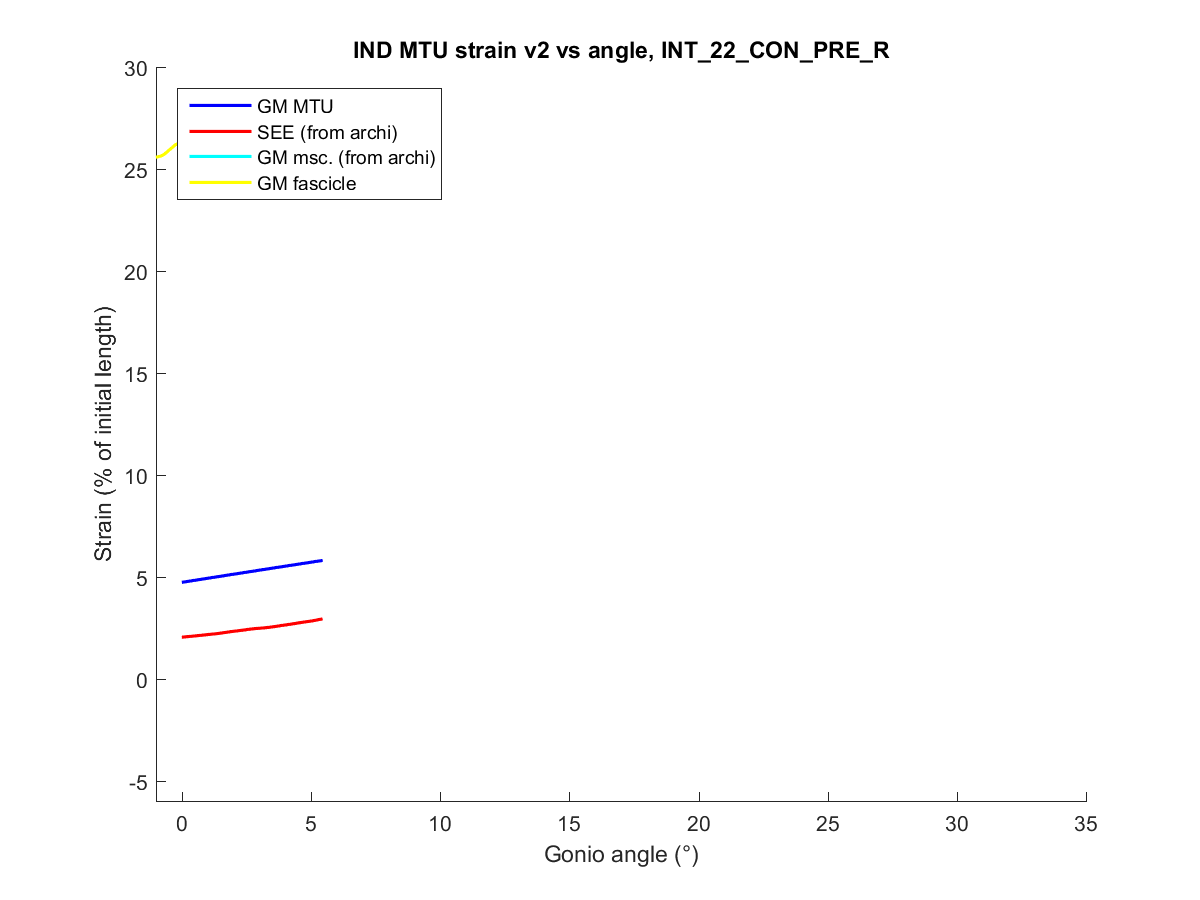 IND MTU strain v2 vs angle, INT_22_CON_PRE_R
30
25
20
15
10
5
0
-5
Strain (% of initial length)
GM MTU
SEE (from archi)
GM msc. (from archi)
GM fascicle
0 5 10 15 20 25 30 35
Gonio angle (°)